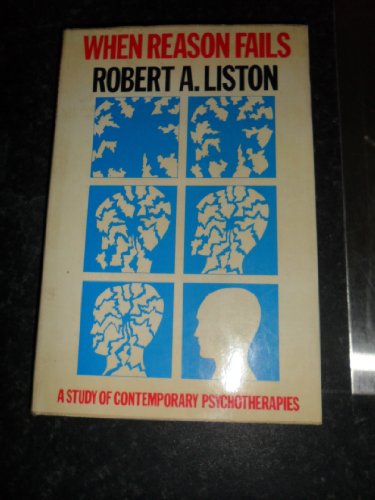 WHEN REASON FAILS
ROBERT A. LISTON
A STUDY OF CONTEMPORARY PSYCHOTHERAPIES